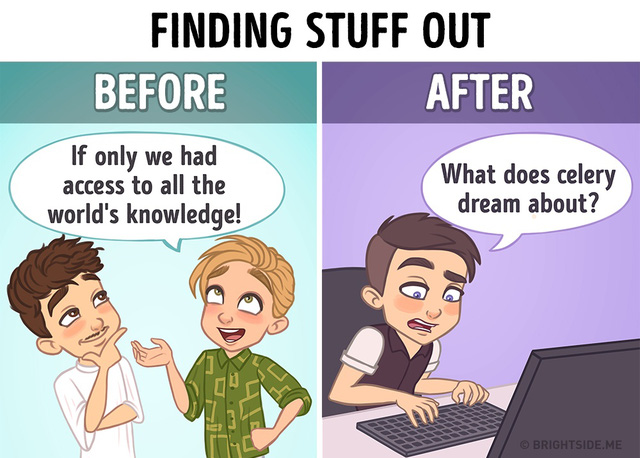 FINDING STUFF OUT
BEFORE
If only we had
access to all the
world's knowledge!
AFTER
What does celery
dream about?
© BRIGHTSIDE.ME